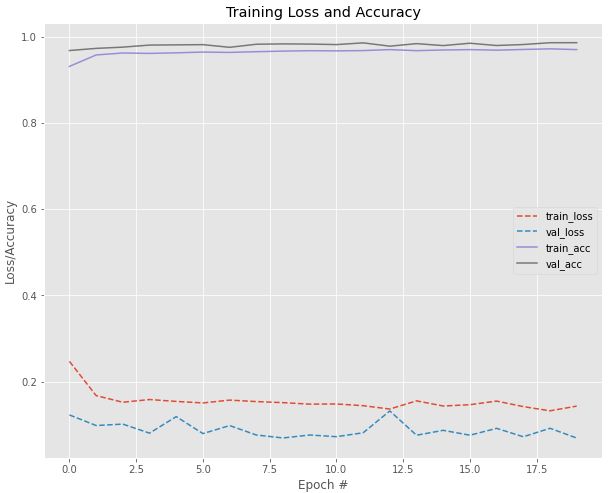 Training Loss and Accuracy
Loss/Accuracy
1.0
0.8
0.6
0.4
0.2
train_loss
val_loss
train_acc
val_acc
0.0 2.5 5.0 7.5 10.0 12.5 15.0 17.5
Epoch #